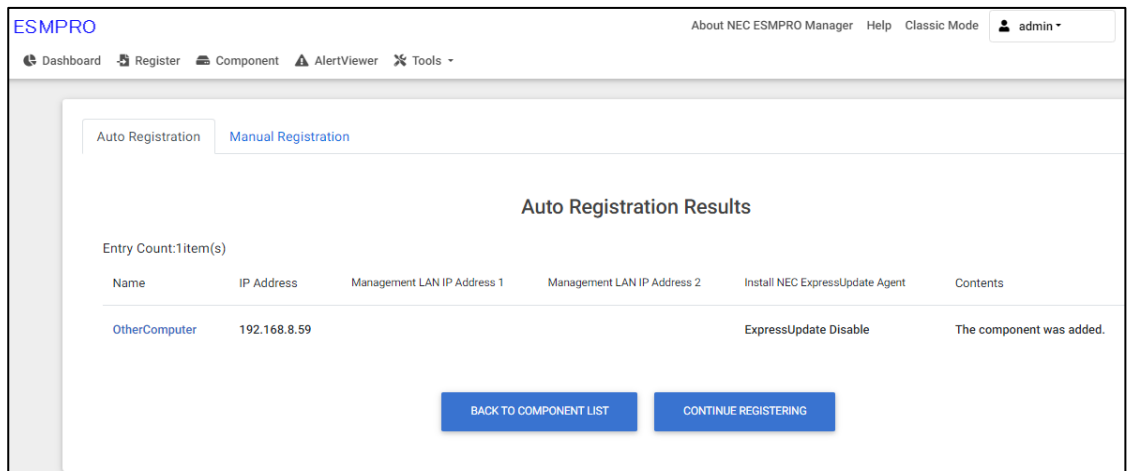 ESMPRO
About NEC ESMPRO Manager Help Classic Mode admin
Dashboard Register Component AlertViewer Tools
Auto Registration Manual Registration
Auto Registration Results
Entry Count:1item(s)
Name IP Address Management LAN IP Address 1 Management LAN IP Address 2 Install NEC ExpressUpdate Agent Contents
OtherComputer 192.168.8.59 ExpressUpdate Disable The component was added.
BACK TO COMPONENT LIST CONTINUE REGISTERING